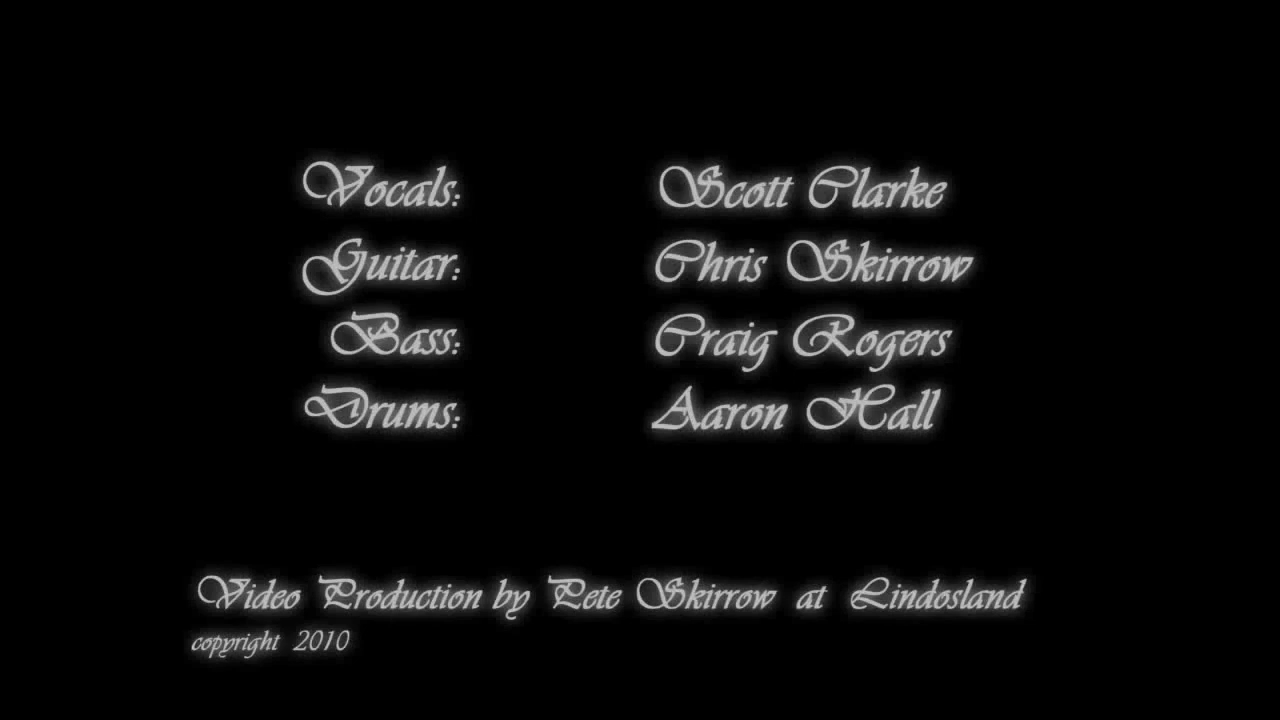 Vocals: Scott Clarke
Guitar: Chris Skirrow
Bass: Craig Rogers
Drums: Aaron Hall
Video Production by Pete Skirrow at Lindosland
copyright 2010